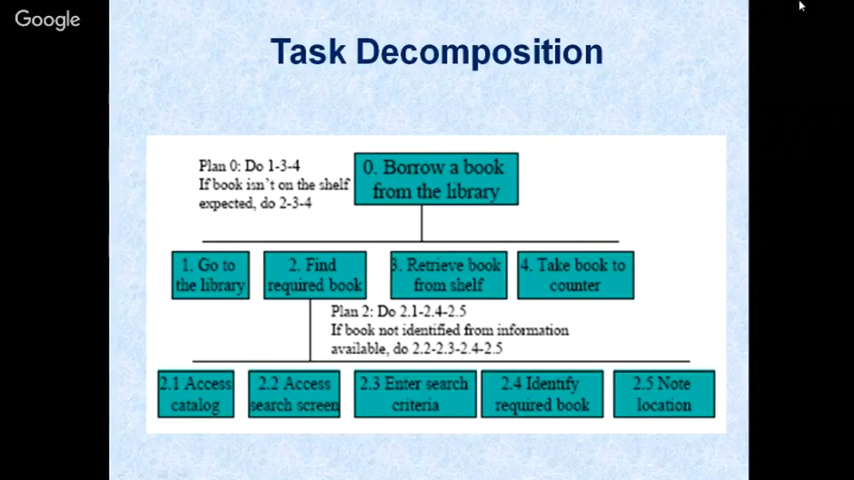 Google
Task Decomposition
Plan 0: Do 1-3-4
If book isn't on the shelf
expected, do 2-3-4
0. Borrow a book
from the library
1. Go to
the library
2. Find
required book
3. Retrieve book
from shelf
4. Take book to
counter
Plan 2: Do 2.1-2.4-2.5
If book not identified from information
available, do 2.2-2.3-2.4-2.5
2.1 Access
catalog
2.2 Access
search screen
2.3 Enter search
criteria
2.4 Identify
required book
2.5 Note
location